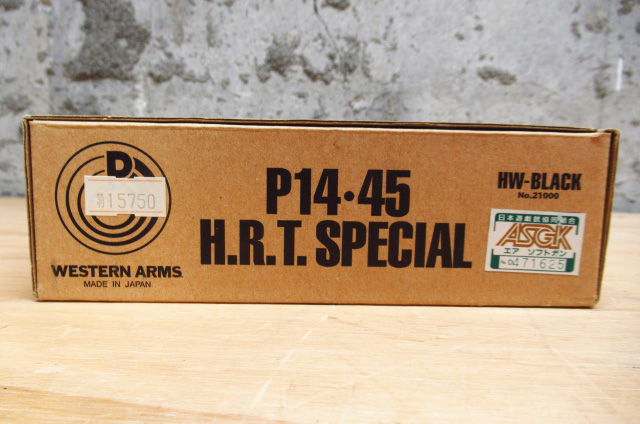 15750
WESTERN ARMS
MADE IN JAPAN
P14·45
H.R.T. SPECIAL
HW-BLACK
No.21000
日本遊戯銃協同組合
ASGK
エアソフトガン
No. 471625